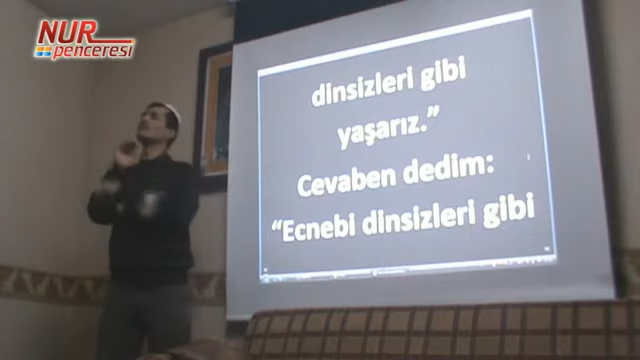 NUR
penceresi
dinsizleri gibi
yaşarız.”
Cevaben dedim:
“Ecnebi dinsizleri gibi